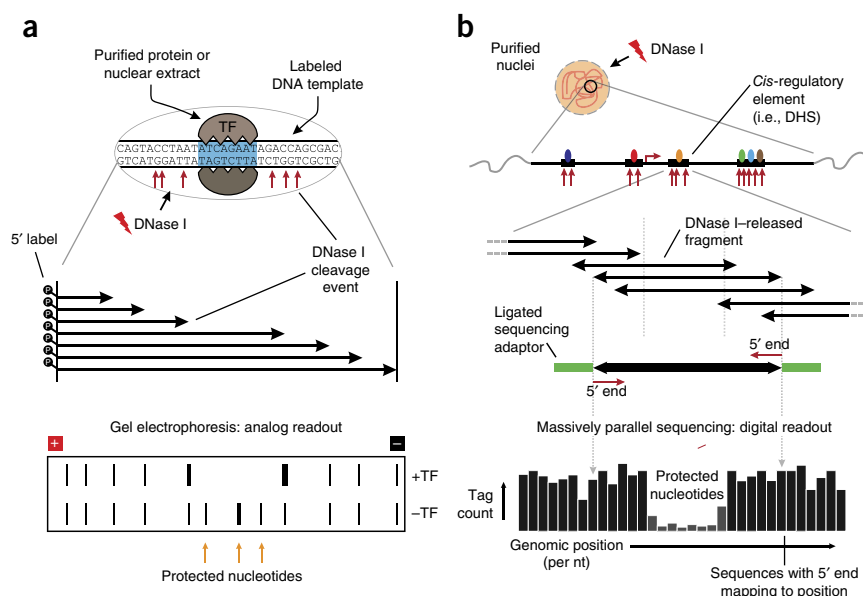 a
Purified protein or
nuclear extract
Labeled
DNA template
TF
CAGTACCTAATATCAGAATAGACCAGCGAC
GTCATGGATTATAGTCTTATCTGGTCGCTG
DNase I
5′ label
DNase I
cleavage
event
P
P
P
P
P
P
P
Gel electrophoresis: analog readout
+
–
+TF
–TF
Protected nucleotides
b
Purified
nuclei
DNase I
Cis-regulatory
element
(i.e., DHS)
DNase I–released
fragment
Ligated
sequencing
adaptor
5′ end
5′ end
Massively parallel sequencing: digital readout
Tag
count
Protected
nucleotides
Genomic position
(per nt)
Sequences with 5′ end
mapping to position